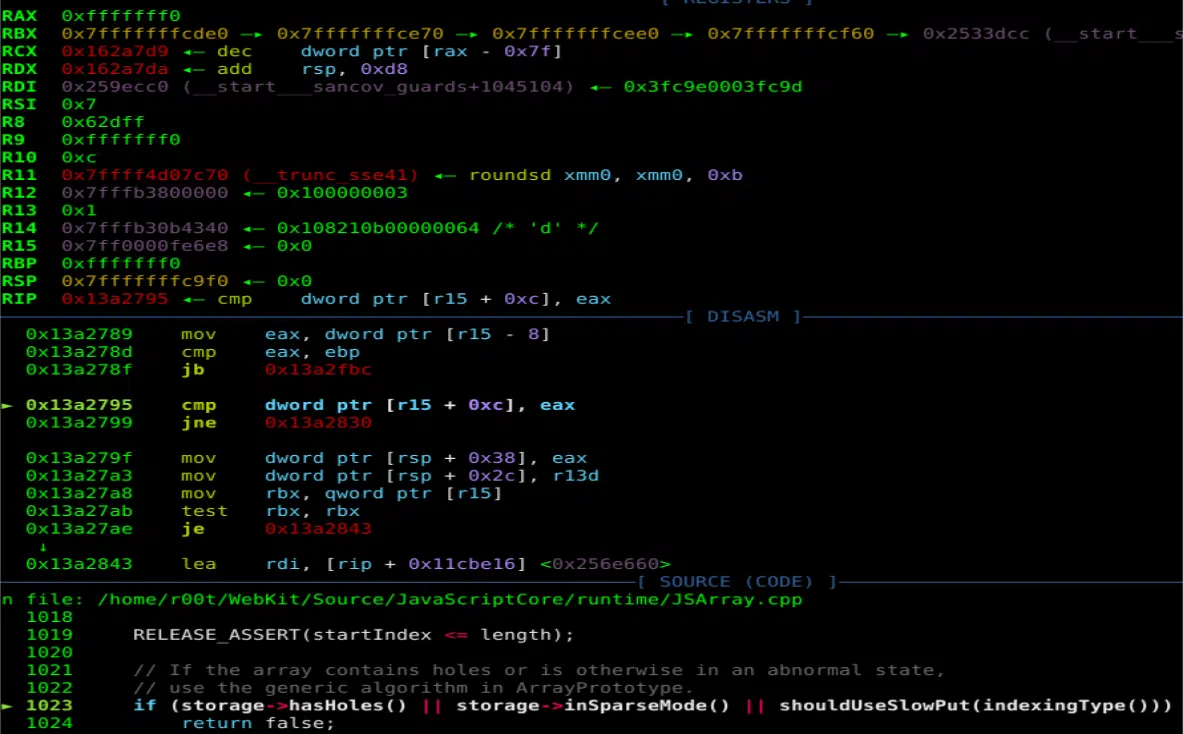 [ REGISTERS ]
RAX 0xfffffff0
RBX 0x7fffffffcde0 —▸ 0x7fffffffce70 —▸ 0x7fffffffcee0 —▸ 0x7fffffffcf60 —▸ 0x2533dcc (__start___s
RCX 0x162a7d9 ◂— dec dword ptr [rax - 0x7f]
RDX 0x162a7da ◂— add rsp, 0xd8
RDI 0x259ecc0 (__start___sancov_guards+1045104) ◂— 0x3fc9e0003fc9d
RSI 0x7
R8 0x62dff
R9 0xfffffff0
R10 0xc
R11 0x7ffff4d07c70 (__trunc_sse41) ◂— roundsd xmm0, xmm0, 0xb
R12 0x7fffb3800000 ◂— 0x100000003
R13 0x1
R14 0x7fffb30b4340 ◂— 0x108210b00000064 /* 'd' */
R15 0x7ff0000fe6e8 ◂— 0x0
RBP 0xfffffff0
RSP 0x7fffffffc9f0 ◂— 0x0
RIP 0x13a2795 ◂— cmp dword ptr [r15 + 0xc], eax
[ DISASM ]
0x13a2789 mov eax, dword ptr [r15 - 8]
0x13a278d cmp eax, ebp
0x13a278f jb 0x13a2fbc
► 0x13a2795 cmp dword ptr [r15 + 0xc], eax
0x13a2799 jne 0x13a2830
0x13a279f mov dword ptr [rsp + 0x38], eax
0x13a27a3 mov dword ptr [rsp + 0x2c], r13d
0x13a27a8 mov rbx, qword ptr [r15]
0x13a27ab test rbx, rbx
0x13a27ae je 0x13a2843
↓
0x13a2843 lea rdi, [rip + 0x11cbe16] <0x256e660>
[ SOURCE (CODE) ]
n file: /home/r00t/WebKit/Source/JavaScriptCore/runtime/JSArray.cpp
1018
1019 RELEASE_ASSERT(startIndex <= length);
1020
1021 // If the array contains holes or is otherwise in an abnormal state,
1022 // use the generic algorithm in ArrayPrototype.
► 1023 if (storage->hasHoles() || storage->inSparseMode() || shouldUseSlowPut(indexingType()))
1024 return false;